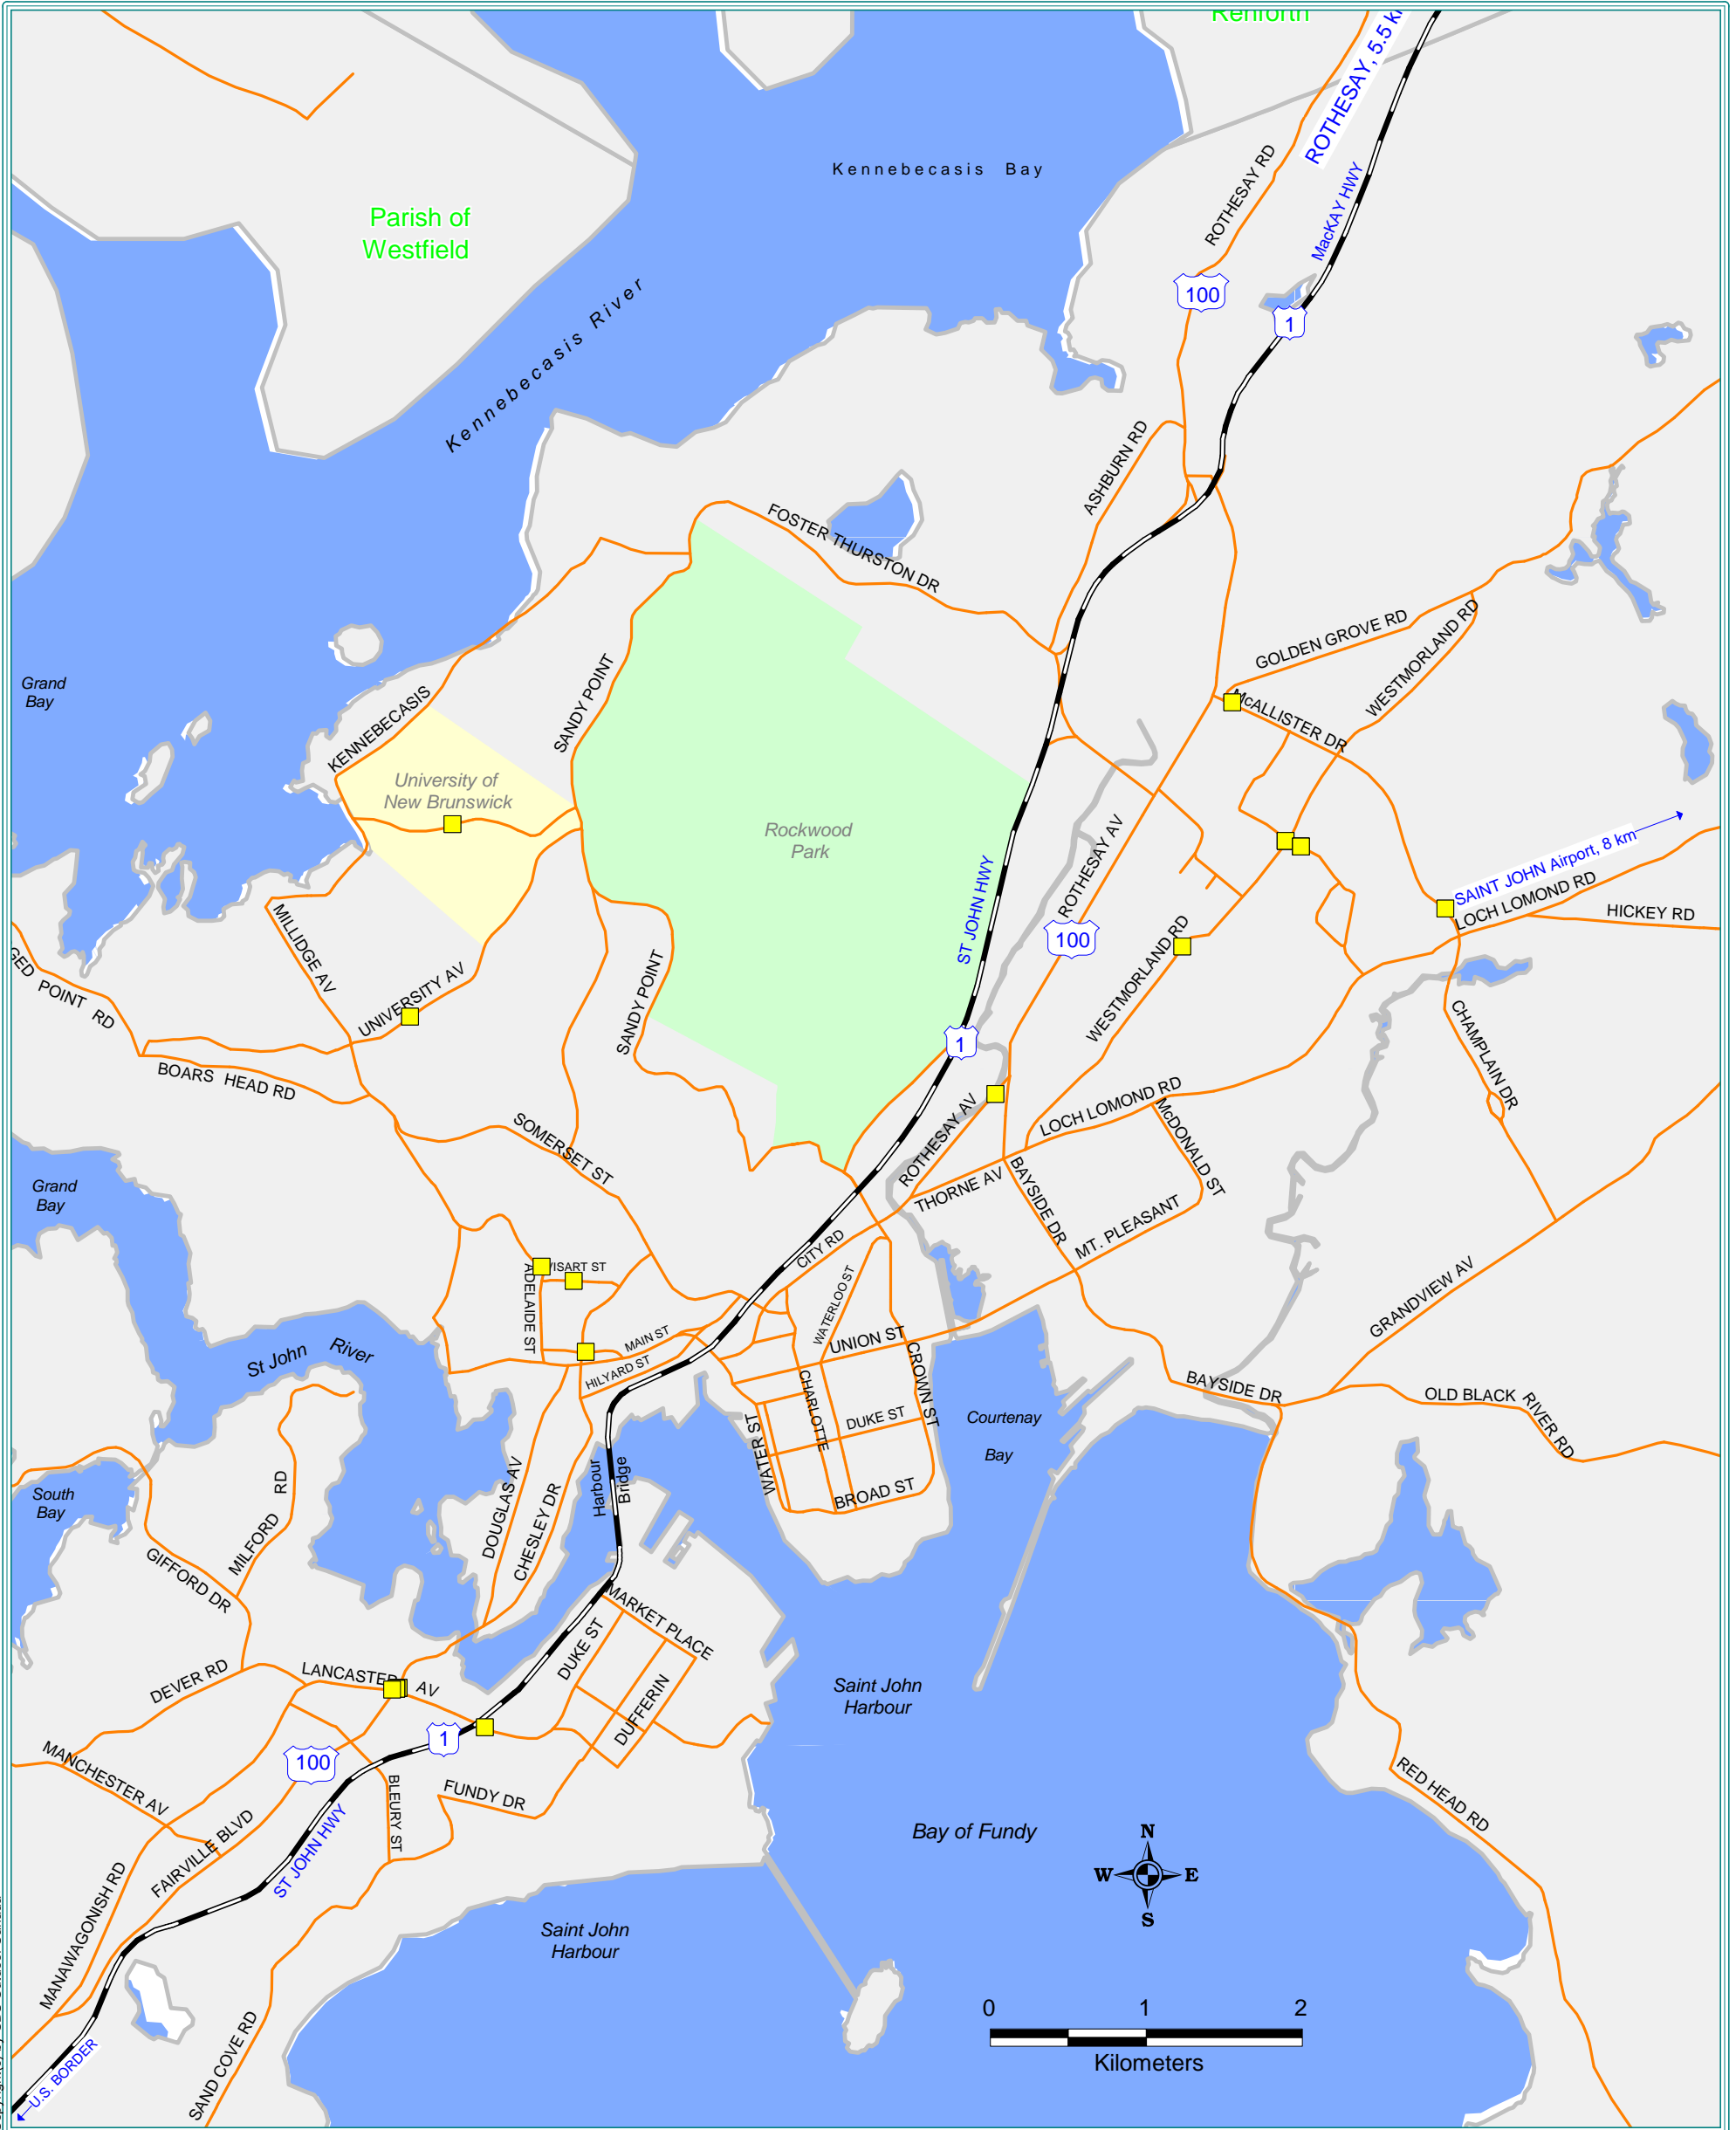 Renforth
ROTHESAY, 5.5 k
Kennebecasis Bay
ROTHESAY RD
MacKAY HWY
Parish of
Westfield
100
1
Kennebecasis River
ASHBURN RD
FOSTER THURSTON DR
GOLDEN GROVE RD
WESTMORLAND RD
Grand
Bay
SANDY POINT
KENNEBECASIS
McALLISTER DR
University of
New Brunswick
Rockwood
Park
ROTHESAY AV
SAINT JOHN Airport, 8 km
LOCH LOMOND RD
HICKEY RD
ST JOHN HWY
100
WESTMORLAND RD
MILLIDGE AV
GED POINT RD
UNIVERSITY AV
SANDY POINT
1
CHAMPLAIN DR
BOARS HEAD RD
SOMERSET ST
ROTHESAY AV
LOCH LOMOND RD
McDONALD ST
THORNE AV
BAYSIDE DR
MT. PLEASANT
Grand
Bay
CITY RD
VISART ST
ADELAIDE ST
WATERLOO ST
GRANDVIEW AV
MAIN ST
HILYARD ST
UNION ST
CROWN ST
St John River
CHARLOTTE
DUKE ST
WATER ST
BROAD ST
Courtenay
Bay
BAYSIDE DR
OLD BLACK RIVER RD
South
Bay
MILFORD RD
DOUGLAS AV
CHESLEY DR
Harbour
Bridge
GIFFORD DR
MARKET PLACE
DUKE ST
DUFFERIN
DEVER RD
LANCASTER AV
Saint John
Harbour
1
100
MANCHESTER AV
BLEURY ST
FUNDY DR
RED HEAD RD
FAIRVILLE BLVD
ST JOHN HWY
Bay of Fundy
N
W
E
S
MANAWAGONISH RD
Saint John
Harbour
SAND COVE RD
U.S. BORDER
0 1 2
Kilometers